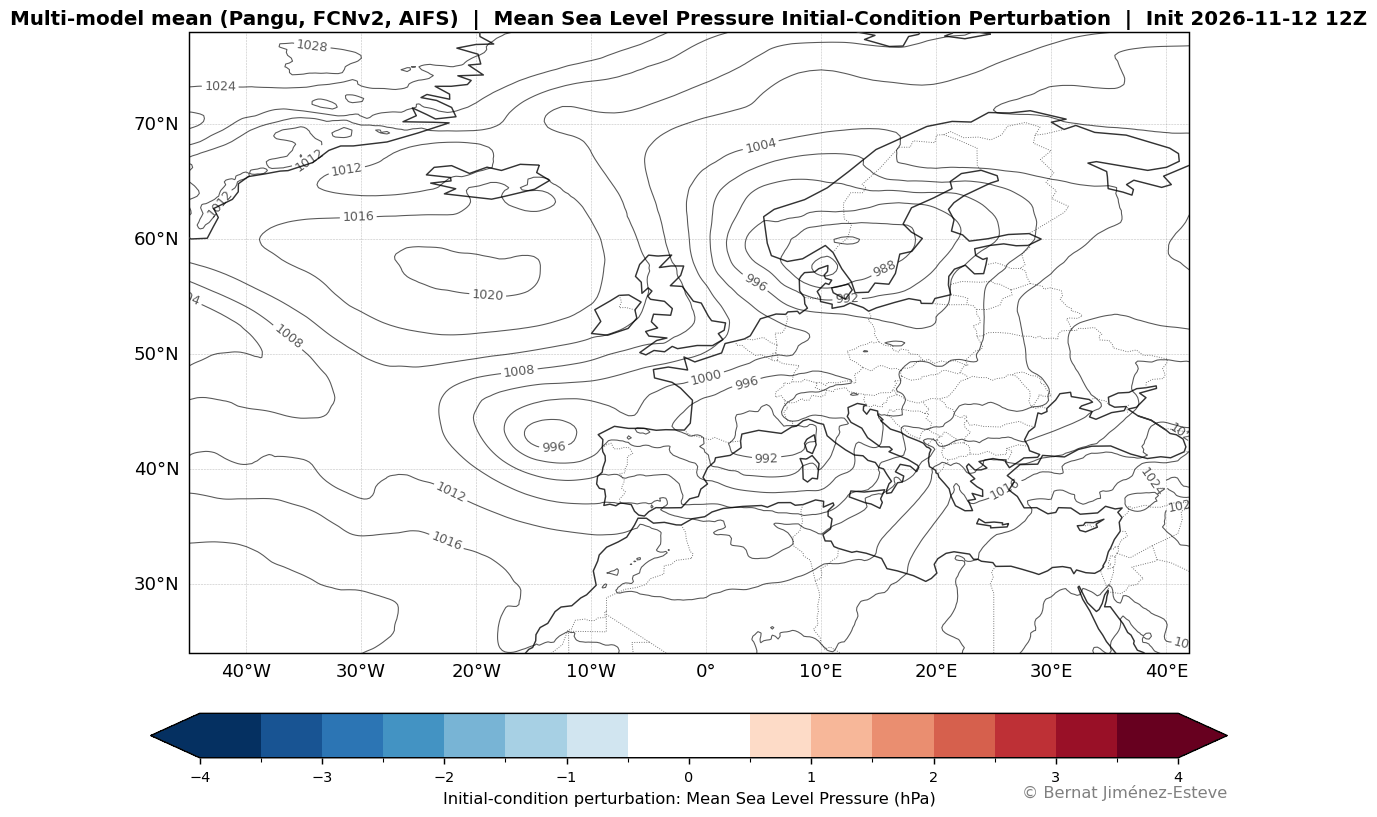 Multi-model mean (Pangu, FCNv2, AIFS) | Mean Sea Level Pressure Initial-Condition Perturbation | Init 2026-11-12 12Z
1028
1024
70°N
1004
1012
1012
1012
1016
60°N
988
996
1020
992
1008
50°N
1008
1000
996
996
992
40°N
1012
1016
1024
1016
30°N
40°W 30°W 20°W 10°W 0° 10°E 20°E 30°E 40°E
−4 −3 −2 −1 0 1 2 3 4
Initial-condition perturbation: Mean Sea Level Pressure (hPa)
© Bernat Jiménez-Esteve